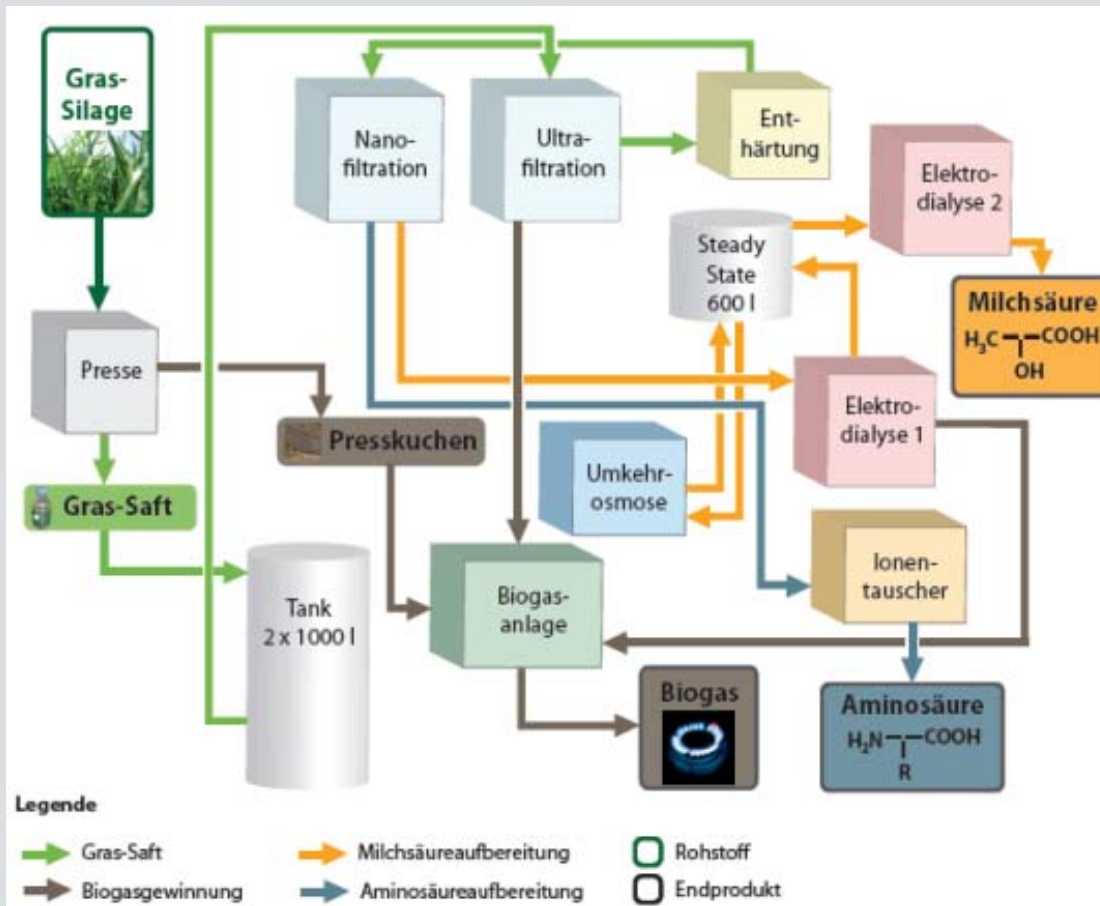 Gras-
Silage
Nano-
filtration
Ultra-
filtration
Ent-
härtung
Elektro-
dialyse 2
Steady
State
600 l
Milchsäure
H₃C COOH
OH
Presse
Elektro-
dialyse 1
Presskuchen
Umkehr-
osmose
Gras-Saft
Ionen-
tauscher
Tank
2 x 1000 l
Biogas-
anlage
Biogas
Aminosäure
H₂N COOH
R
Legende
Gras-Saft
Milchsäureaufbereitung
Rohstoff
Biogasgewinnung
Aminosäureaufbereitung
Endprodukt